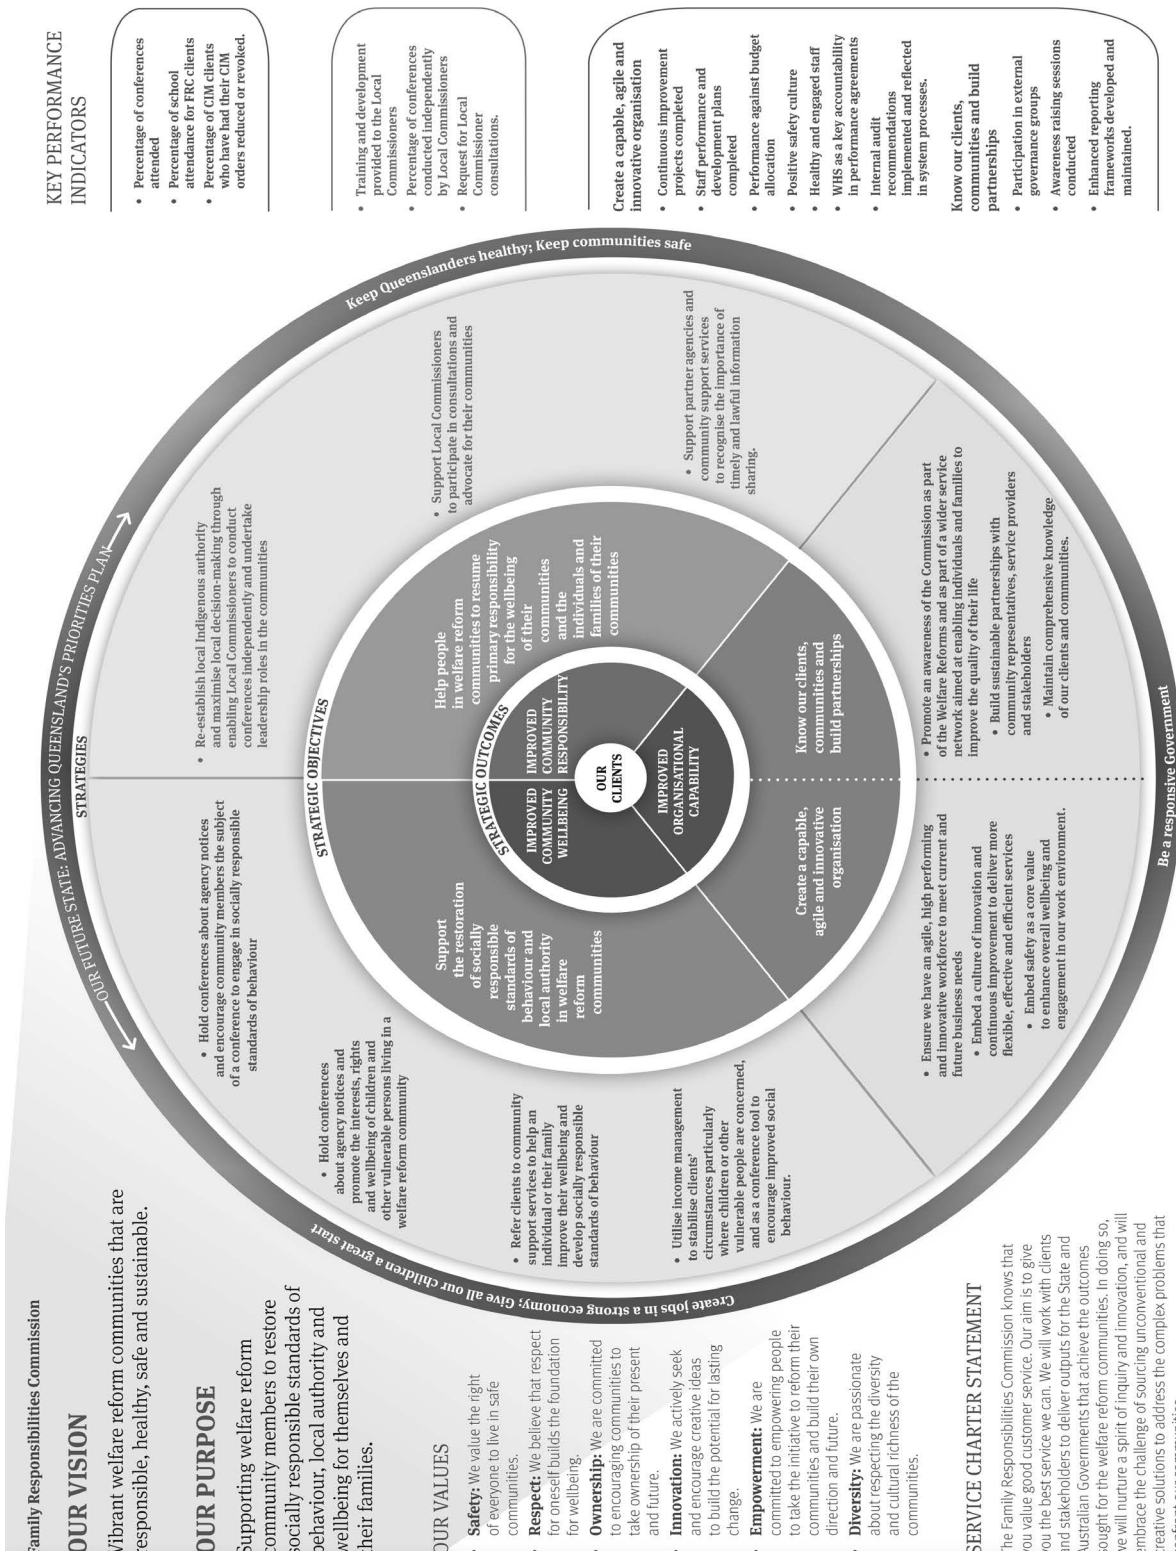 Family Responsibilities Commission
OUR VISION
Vibrant welfare reform communities that are
responsible, healthy, safe and sustainable.
OUR PURPOSE
Supporting welfare reform
community members to restore
socially responsible standards of
behaviour, local authority and
wellbeing for themselves and
their families.
OUR VALUES
• Safety: We value the right
of everyone to live in safe
communities.
• Respect: We believe that respect
for oneself builds the foundation
for wellbeing.
• Ownership: We are committed
to encouraging communities to
take ownership of their present
and future.
• Innovation: We actively seek
and encourage creative ideas
to build the potential for lasting
change.
• Empowerment: We are
committed to empowering people
to take the initiative to reform their
communities and build their own
direction and future.
• Diversity: We are passionate
about respecting the diversity
and cultural richness of the
communities.
SERVICE CHARTER STATEMENT
The Family Responsibilities Commission knows that
you value good customer service. Our aim is to give
you the best service we can. We will work with clients
and stakeholders to deliver outputs for the State and
Australian Governments that achieve the outcomes
sought for the welfare reform communities. In doing so,
we will nurture a spirit of inquiry and innovation, and will
embrace the challenge of sourcing unconventional and
creative solutions to address the complex problems that
OUR FUTURE STATE: ADVANCING QUEENSLAND'S PRIORITIES PLAN
Create jobs in a strong economy; Give all our children a great start
Keep Queenslanders healthy; Keep communities safe
Be a responsive Government
STRATEGIES
• Hold conferences about agency notices
and encourage community members the subject
of a conference to engage in socially responsible
standards of behaviour
• Hold conferences
about agency notices and
promote the interests, rights
and wellbeing of children and
other vulnerable persons living in a
welfare reform community
• Refer clients to community
support services to help an
individual or their family
improve their wellbeing and
develop socially responsible
standards of behaviour
• Utilise income management
to stabilise clients'
circumstances particularly
where children or other
vulnerable people are concerned,
and as a conference tool to
encourage improved social
behaviour.
• Re-establish local Indigenous authority
and maximise local decision-making through
enabling Local Commissioners to conduct
conferences independently and undertake
leadership roles in the communities
• Support Local Commissioners
to participate in consultations and
advocate for their communities
• Support partner agencies and
community support services
to recognise the importance of
timely and lawful information
sharing.
• Ensure we have an agile, high performing
and innovative workforce to meet current and
future business needs
• Embed a culture of innovation and
continuous improvement to deliver more
flexible, effective and efficient services
• Embed safety as a core value
to enhance overall wellbeing and
engagement in our work environment.
• Promote an awareness of the Commission as part
of the Welfare Reforms and as part of a wider service
network aimed at enabling individuals and families to
improve the quality of their life
• Build sustainable partnerships with
community representatives, service providers
and stakeholders
• Maintain comprehensive knowledge
of our clients and communities.
STRATEGIC OBJECTIVES
Support
the restoration
of socially
responsible
standards of
behaviour and
local authority
in welfare
reform
communities
Help people
in welfare reform
communities to resume
primary responsibility
for the wellbeing
of their
communities
and the
individuals and
families of their
communities
Create a capable,
agile and innovative
organisation
Know our clients,
communities and
build partnerships
STRATEGIC OUTCOMES
IMPROVED
COMMUNITY
WELLBEING
IMPROVED
COMMUNITY
RESPONSIBILITY
OUR
CLIENTS
IMPROVED
ORGANISATIONAL
CAPABILITY
KEY PERFORMANCE
INDICATORS
• Percentage of conferences
attended
• Percentage of school
attendance for FRC clients
• Percentage of CIM clients
who have had their CIM
orders reduced or revoked.
• Training and development
provided to the Local
Commissioners
• Percentage of conferences
conducted independently
by Local Commissioners
• Request for Local
Commissioner
consultations.
Create a capable, agile and
innovative organisation
• Continuous improvement
projects completed
• Staff performance and
development plans
completed
• Performance against budget
allocation
• Positive safety culture
• Healthy and engaged staff
• WHS as a key accountability
in performance agreements
• Internal audit
recommendations
implemented and reflected
in system processes.
Know our clients,
communities and build
partnerships
• Participation in external
governance groups
• Awareness raising sessions
conducted
• Enhanced reporting
frameworks developed and
maintained.